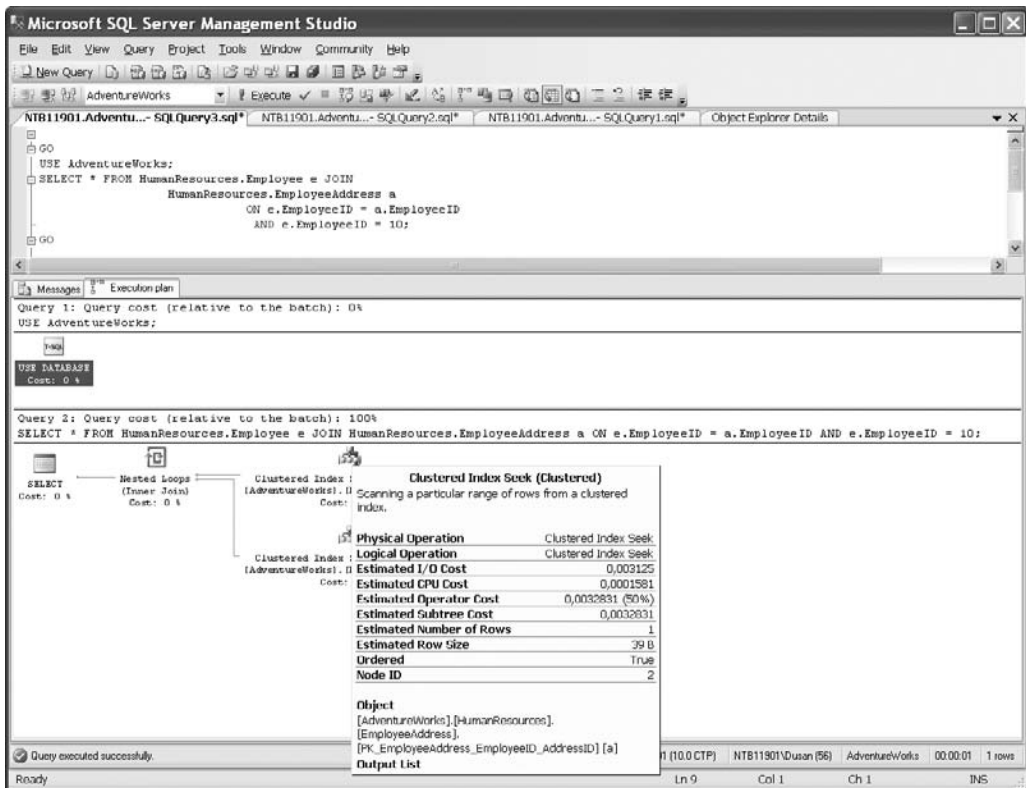 Microsoft SQL Server Management Studio
File Edit View Query Project Tools Window Community Help
New Query
AdventureWorks Execute
NTB11901.Adventu...- SQLQuery3.sql* NTB11901.Adventu...- SQLQuery2.sql* NTB11901.Adventu...- SQLQuery1.sql* Object Explorer Details
GO
USE AdventureWorks;
SELECT * FROM HumanResources.Employee e JOIN
HumanResources.EmployeeAddress a
ON e.EmployeeID = a.EmployeeID
AND e.EmployeeID = 10;
GO
Messages Execution plan
Query 1: Query cost (relative to the batch): 0%
USE AdventureWorks;
T-SQL
USE DATABASE
Cost: 0 %
Query 2: Query cost (relative to the batch): 100%
SELECT * FROM HumanResources.Employee e JOIN HumanResources.EmployeeAddress a ON e.EmployeeID = a.EmployeeID AND e.EmployeeID = 10;
SELECT
Cost: 0 %
Nested Loops
(Inner Join)
Cost: 0 %
Clustered Index
[AdventureWorks].
Cost:
Clustered Index
[AdventureWorks].
Cost:
Clustered Index Seek (Clustered)
Scanning a particular range of rows from a clustered
index.
Physical Operation Clustered Index Seek
Logical Operation Clustered Index Seek
Estimated I/O Cost 0,003125
Estimated CPU Cost 0,0001581
Estimated Operator Cost 0,0032831 (50%)
Estimated Subtree Cost 0,0032831
Estimated Number of Rows 1
Estimated Row Size 39 B
Ordered True
Node ID 2
Object
[AdventureWorks].[HumanResources].
[EmployeeAddress].
[PK_EmployeeAddress_EmployeeID_AddressID] [a]
Output List
Query executed successfully. (10.0 CTP) NTB11901\Dusan (56) AdventureWorks 00:00:01 1 rows
Ready Ln 9 Col 1 Ch 1 INS